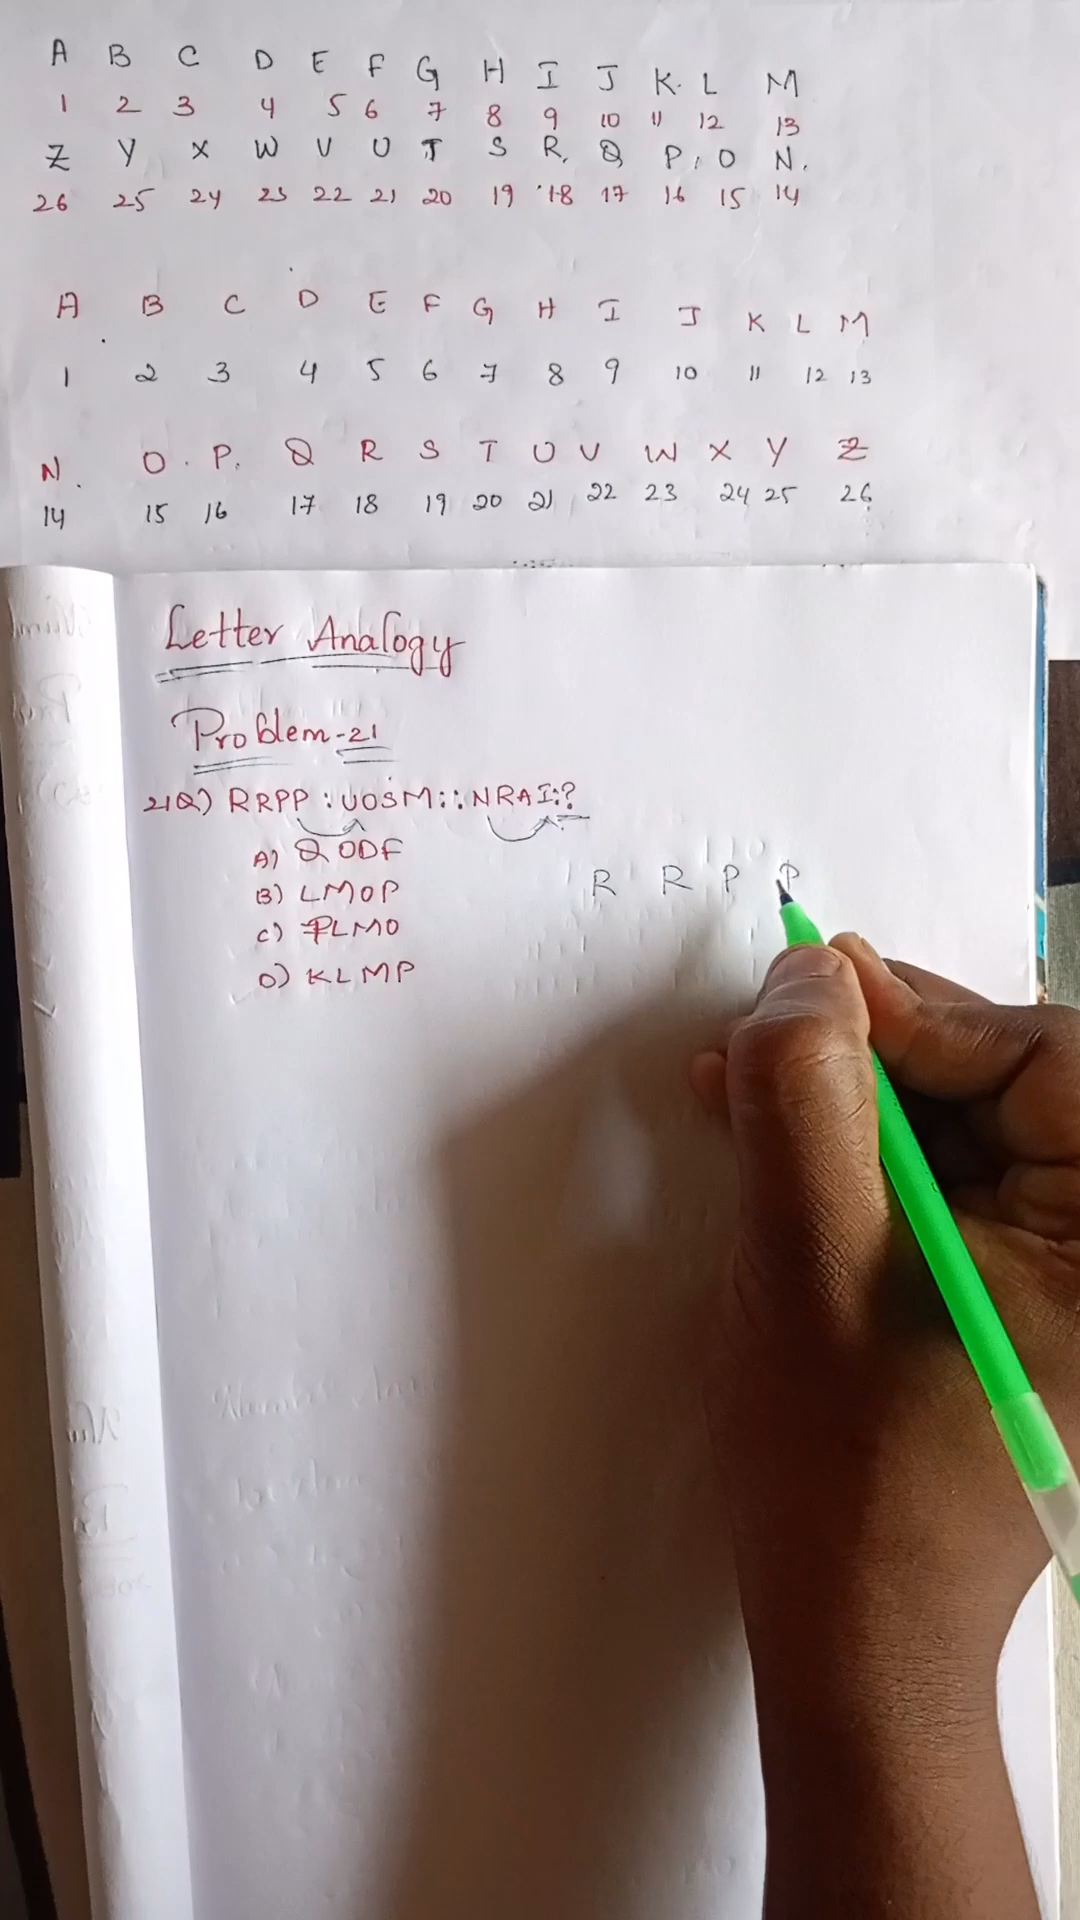 A B C D E F G H I J K. L M
1 2 3 4 5 6 7 8 9 10 11 12 13
Z Y X W V U T S R, Q P, O N.
26 25 24 23 22 21 20 19 18 17 16 15 14
A B C D E F G H I J K L M
1 2 3 4 5 6 7 8 9 10 11 12 13
N. O. P. Q R S T U V W X Y Z
14 15 16 17 18 19 20 21 22 23 24 25 26
Letter Analogy
Problem-21
21Q) RRPP : UOSM :: NRAI:?
A) QODF
B) LMOP
R R P P
C) PLMO
D) KLMP